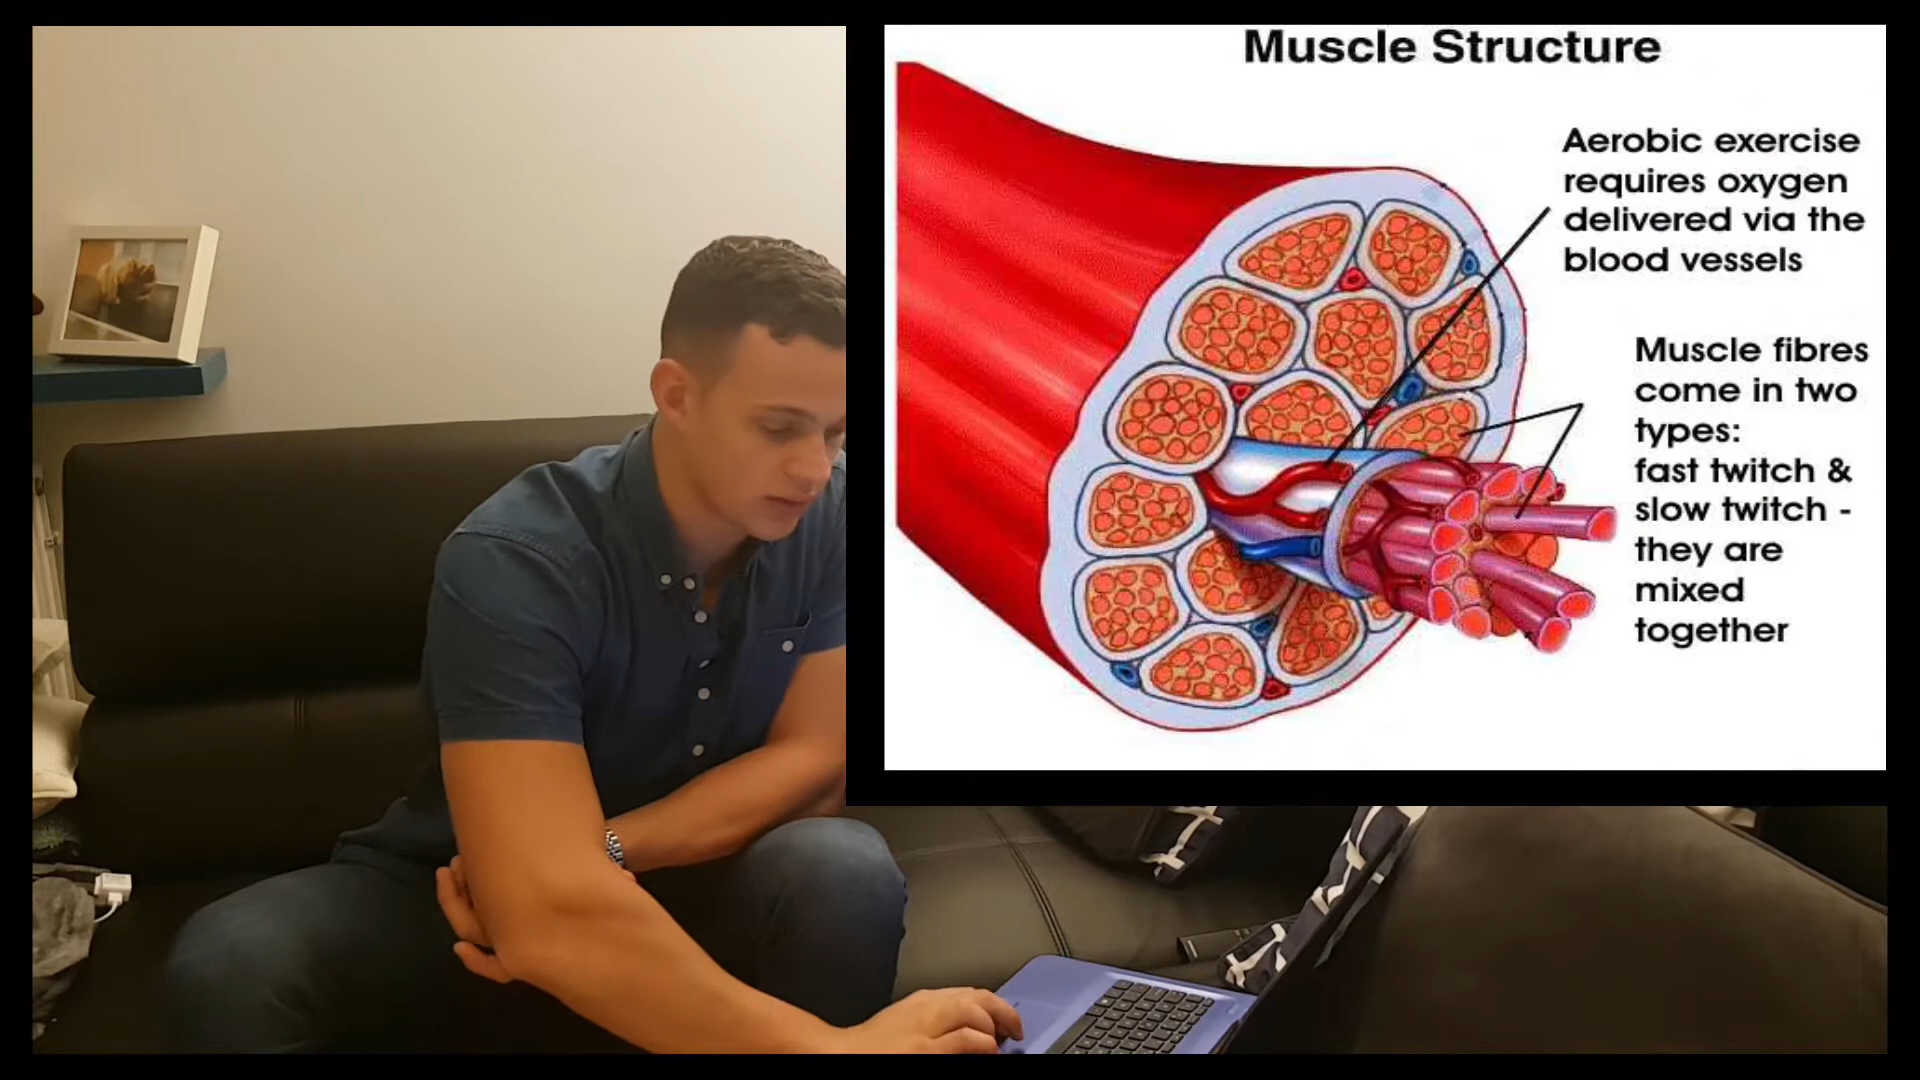 Muscle Structure
Aerobic exercise
requires oxygen
delivered via the
blood vessels
Muscle fibres
come in two
types:
fast twitch &
slow twitch -
they are
mixed
together